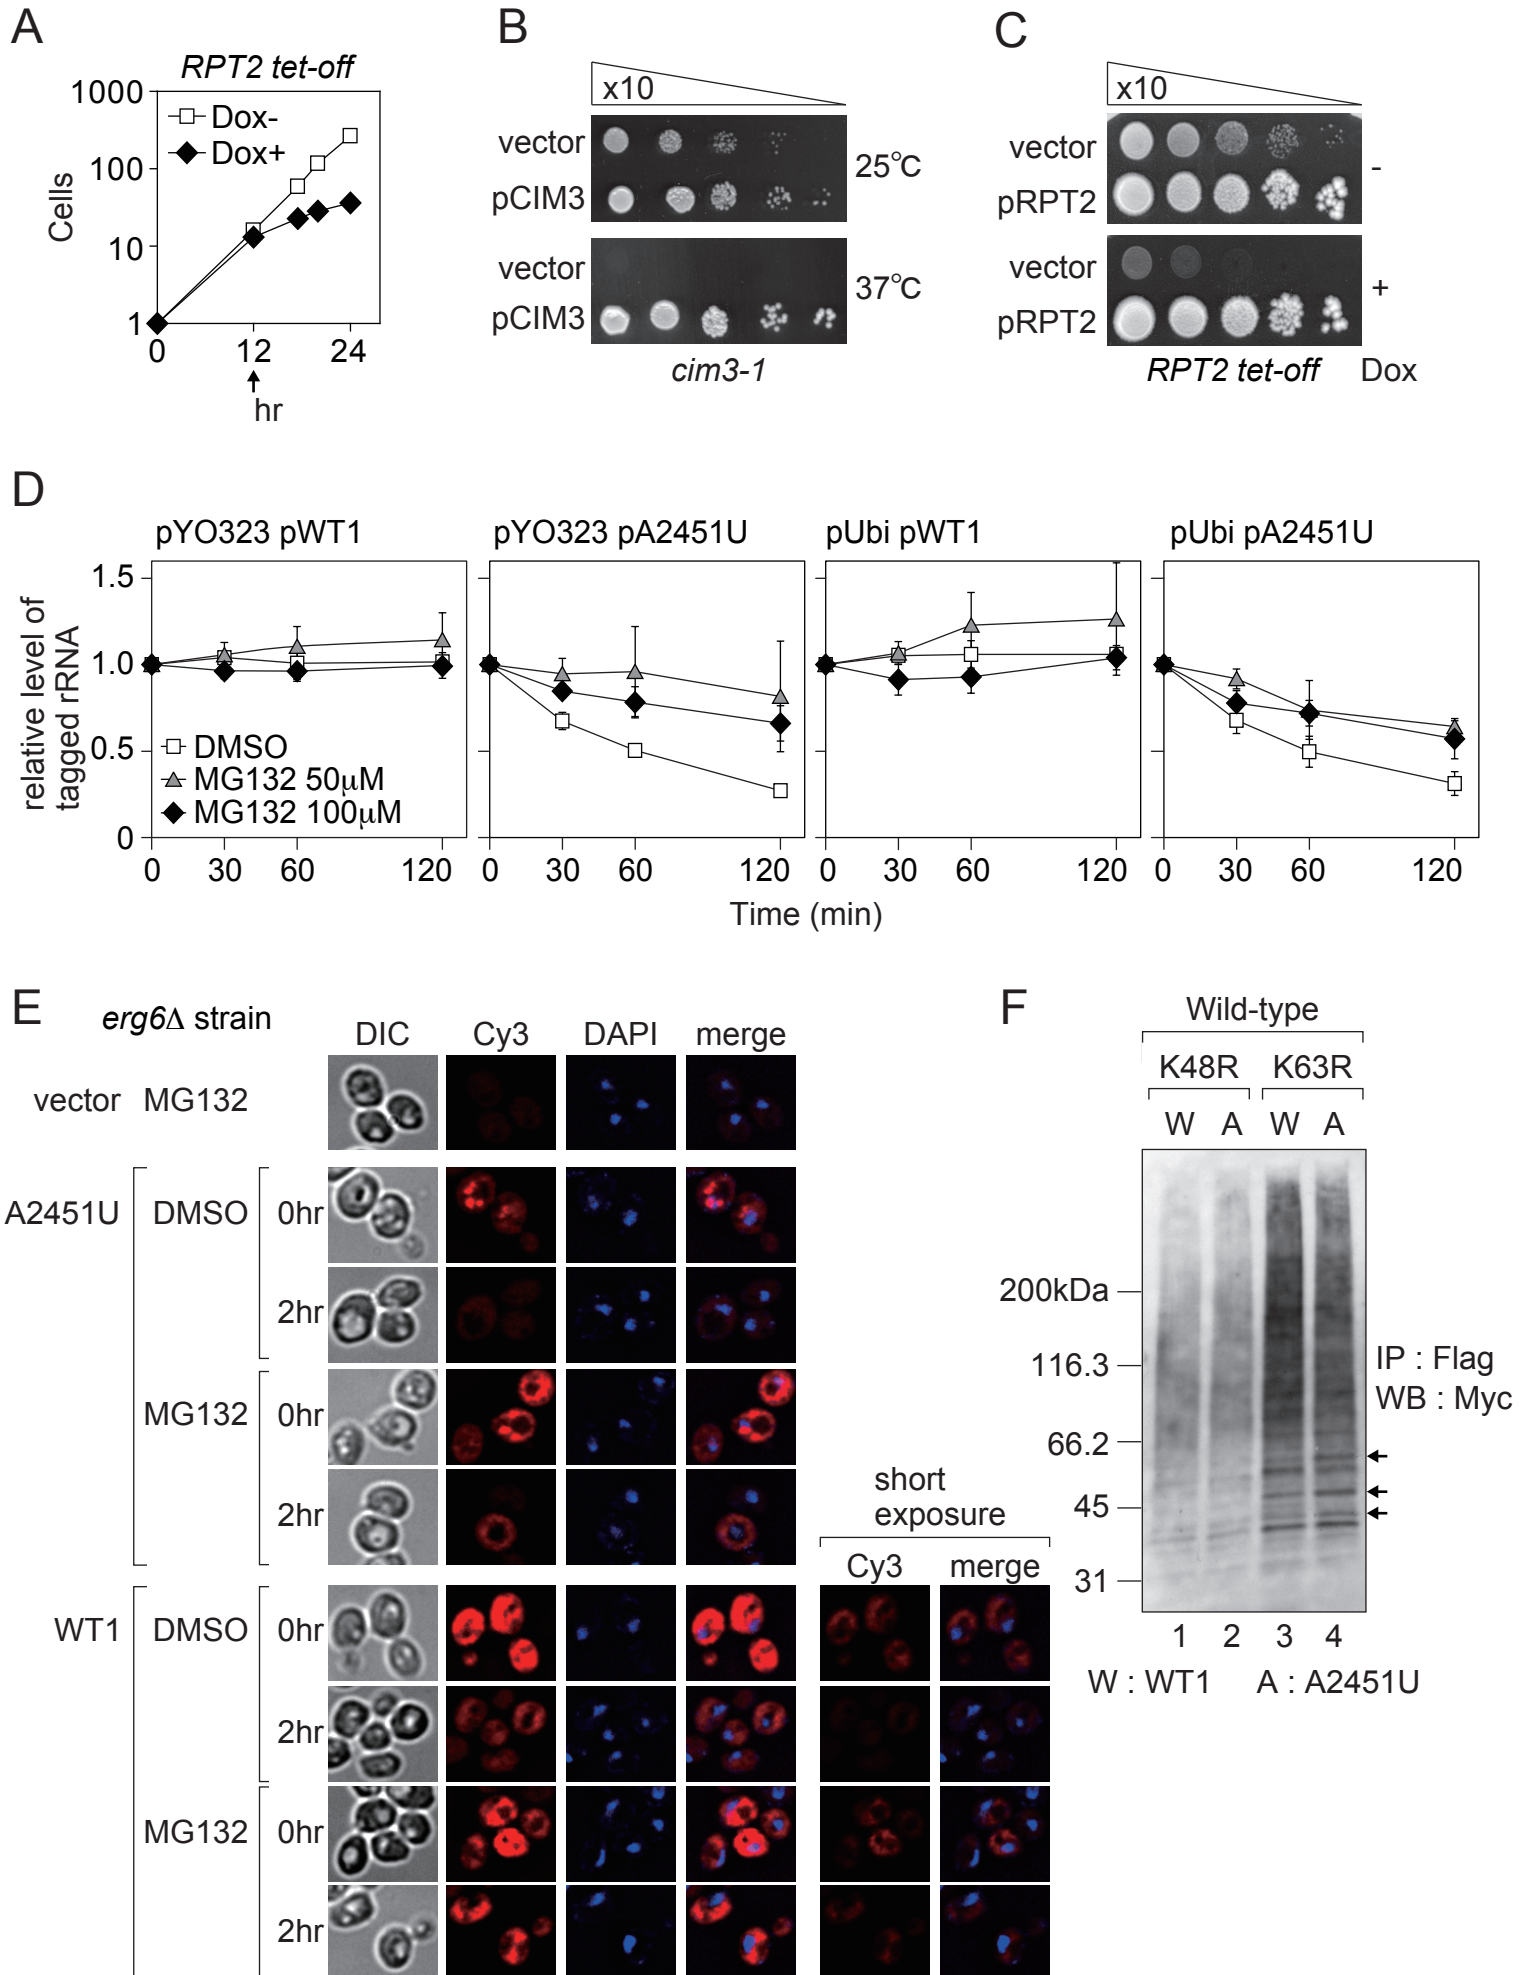 A
RPT2 tet-off
1000
100
10
1
Cells
Dox-
Dox+
0 12 24
hr
B
x10
vector
pCIM3
25°C
vector
pCIM3
37°C
cim3-1
C
x10
vector
pRPT2
-
vector
pRPT2
+
RPT2 tet-off Dox
D
pYO323 pWT1
pYO323 pA2451U
pUbi pWT1
pUbi pA2451U
relative level of
tagged rRNA
1.5
1.0
0.5
0
DMSO
MG132 50μM
MG132 100μM
0 30 60 120
0 30 60 120
0 30 60 120
0 30 60 120
Time (min)
E
erg6Δ strain
DIC Cy3 DAPI merge
vector MG132
A2451U DMSO 0hr
2hr
MG132 0hr
2hr
short
exposure
Cy3 merge
WT1 DMSO 0hr
2hr
MG132 0hr
2hr
F
Wild-type
K48R K63R
W A W A
200kDa
116.3
66.2
45
31
IP : Flag
WB : Myc
1 2 3 4
W : WT1 A : A2451U